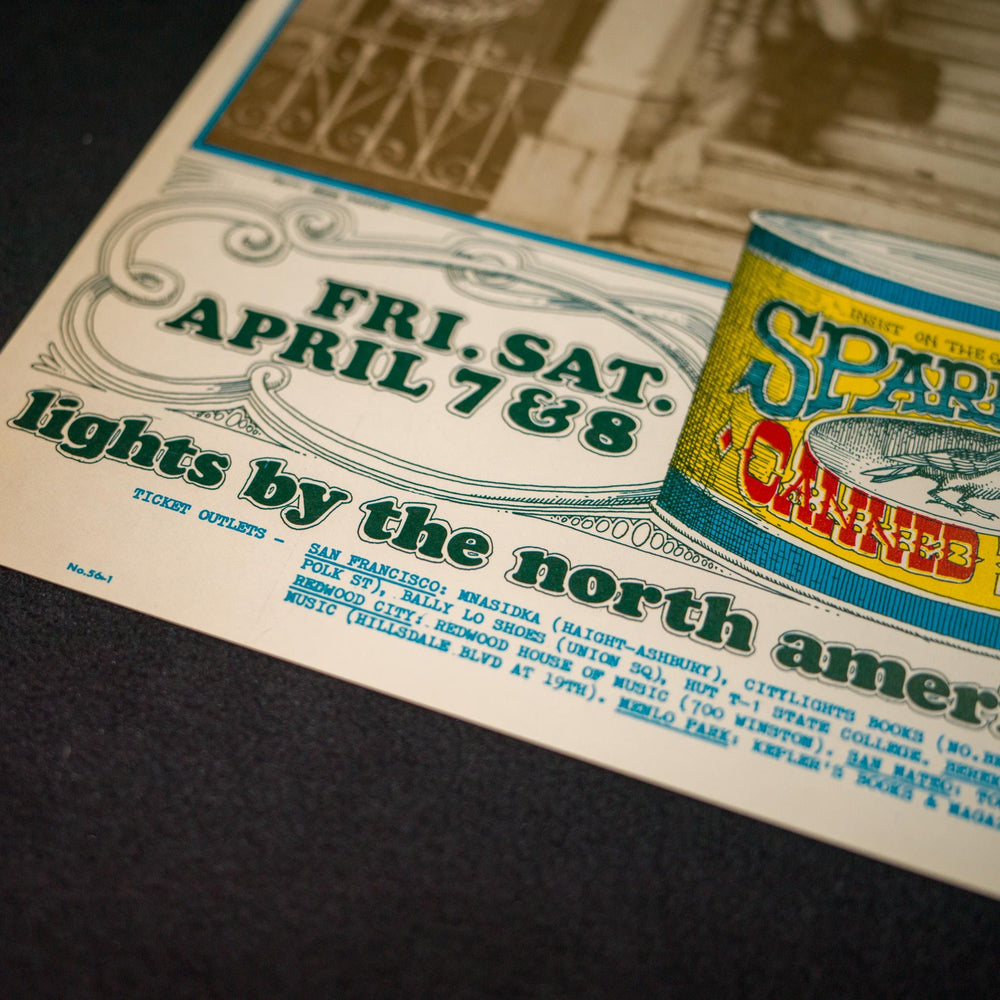 FRI. SAT.
APRIL 7 & 8
INSIST ON THE
SPAR
CANNED
lights by the north amer
TICKET OUTLETS -
SAN FRANCISCO: MNASIDKA (HAIGHT-ASHBURY), CITYLIGHTS BOOKS (NO.BE
POLK ST), BALLY LO SHOES (UNION SQ), HUT T-1 STATE COLLEGE. BERK
REDWOOD CITY: REDWOOD HOUSE OF MUSIC (700 WINSTON). SAN MATEO: TO
MUSIC (HILLSDALE BLVD AT 19TH). MENLO PARK: KEPLER'S BOOKS & MAGA
No.56-1